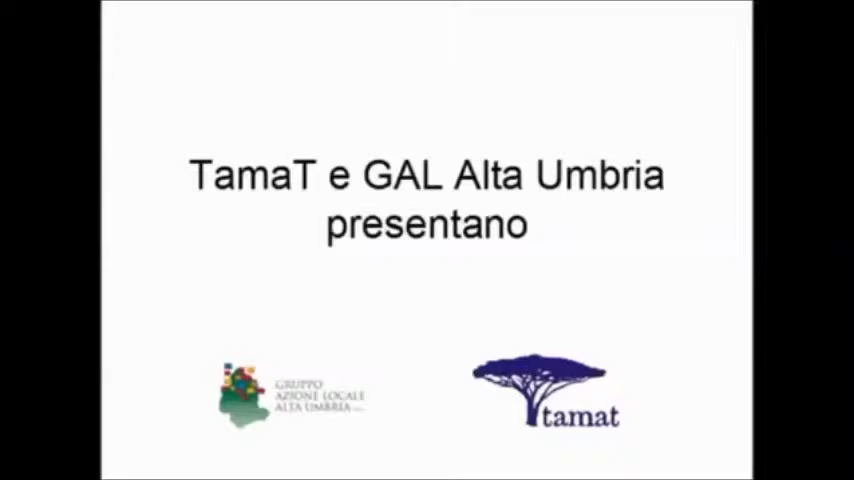 TamaT e GAL Alta Umbria
presentano
GRUPPO
AZIONE LOCALE
ALTA UMBRIA
tamat